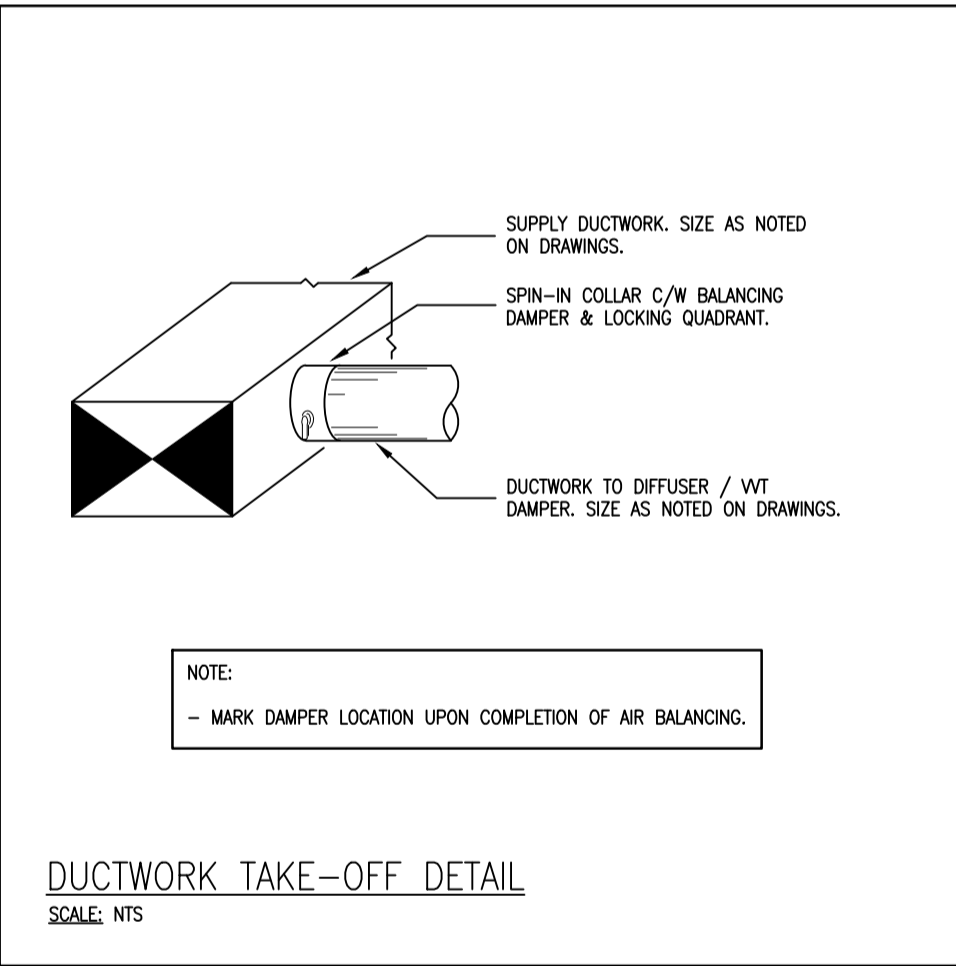 SUPPLY DUCTWORK. SIZE AS NOTED
ON DRAWINGS.
SPIN-IN COLLAR C/W BALANCING
DAMPER & LOCKING QUADRANT.
DUCTWORK TO DIFFUSER / VVT
DAMPER. SIZE AS NOTED ON DRAWINGS.
NOTE:
- MARK DAMPER LOCATION UPON COMPLETION OF AIR BALANCING.
DUCTWORK TAKE-OFF DETAIL
SCALE: NTS